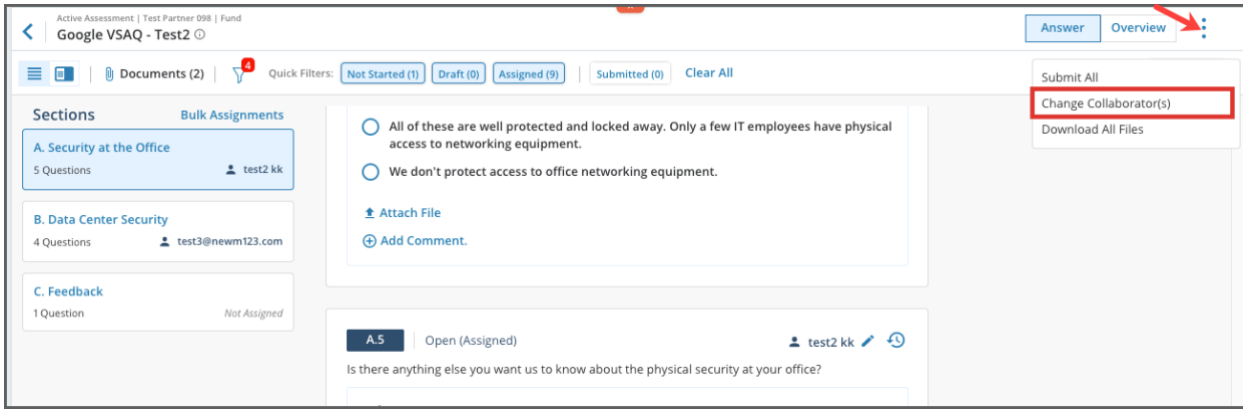 Active Assessment | Test Partner 098 | Fund
Google VSAQ - Test2
Answer
Overview
Documents (2)
4
Quick Filters:
Not Started (1)
Draft (0)
Assigned (9)
Submitted (0)
Clear All
Submit All
Change Collaborator(s)
Download All Files
Sections
Bulk Assignments
A. Security at the Office
5 Questions
test2 kk
B. Data Center Security
4 Questions
test3@newm123.com
C. Feedback
1 Question
Not Assigned
All of these are well protected and locked away. Only a few IT employees have physical
access to networking equipment.
We don't protect access to office networking equipment.
Attach File
Add Comment.
A.5
Open (Assigned)
test2 kk
Is there anything else you want us to know about the physical security at your office?